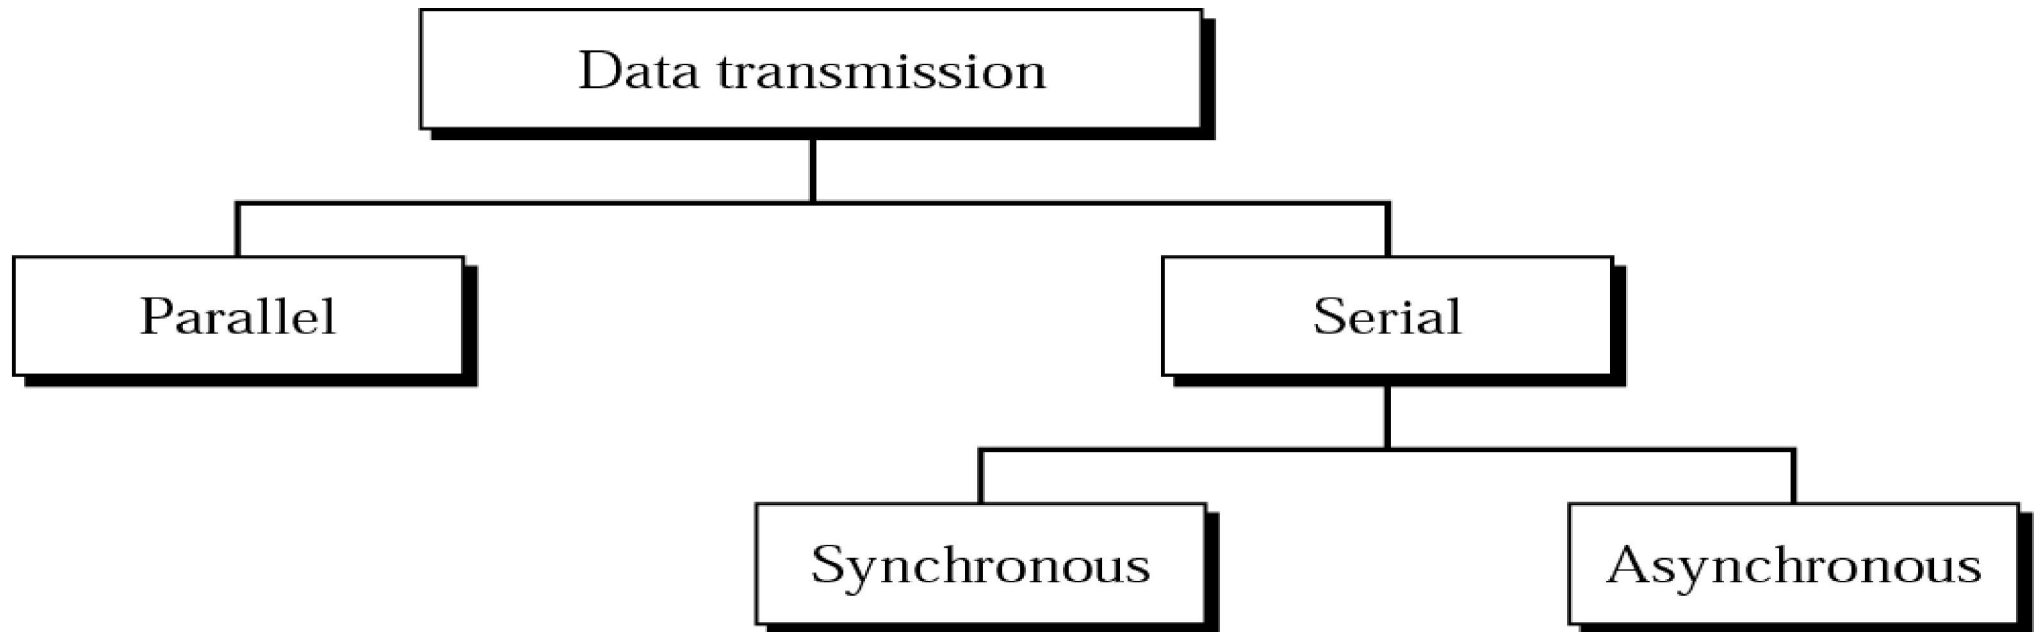 Data transmission
Parallel
Serial
Synchronous
Asynchronous